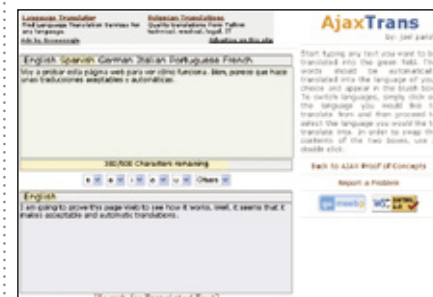 Language Translator
Find Language Translation Services for
any language.
Ads by Goooooogle
Estonian Translations
Quality translations from Tallinn
technical, medical, legal, IT
Advertise on this site
English Spanish German Italian Portuguese French
Voy a probar esta página web para ver cómo funciona. Bien, parece que hace
unas traducciones aceptables y automáticas.
380/500 Characters remaining
a e i o u Others
English
I am going to prove this page Web to see how it works, well, it seems that it
makes acceptable and automatic translations.
AjaxTrans
by: joel
Start typing any text you want to be
translated into the green field. The
words should be automatically
translated into the language of your
choice and appear in the blueish box.
To switch languages, simply click on
the language you would like to
translate from and then proceed to
select the language you would like to
translate into. In order to swap the
contents of the two boxes, use a
double click.
Back to AJAX Proof of Concepts
Report a Problem
W3C